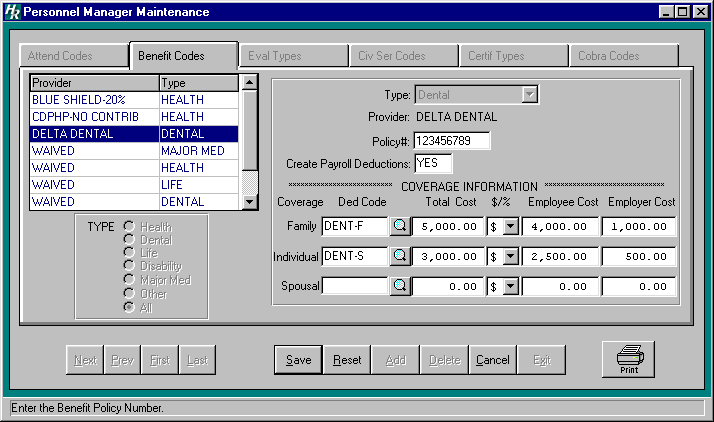 HR Personnel Manager Maintenance
Attend Codes Benefit Codes Eval Types Civ Ser Codes Certif Types Cobra Codes
Provider Type
BLUE SHIELD-20% HEALTH
CDPHP-NO CONTRIB HEALTH
DELTA DENTAL DENTAL
WAIVED MAJOR MED
WAIVED HEALTH
WAIVED LIFE
WAIVED DENTAL
TYPE
Health
Dental
Life
Disability
Major Med
Other
All
Type: Dental
Provider: DELTA DENTAL
Policy#: 123456789
Create Payroll Deductions: YES
COVERAGE INFORMATION
Coverage Ded Code Total Cost $/% Employee Cost Employer Cost
Family DENT-F 5,000.00 $ 4,000.00 1,000.00
Individual DENT-S 3,000.00 $ 2,500.00 500.00
Spousal 0.00 $ 0.00 0.00
Next Prev First Last Save Reset Add Delete Cancel Exit Print
Enter the Benefit Policy Number.